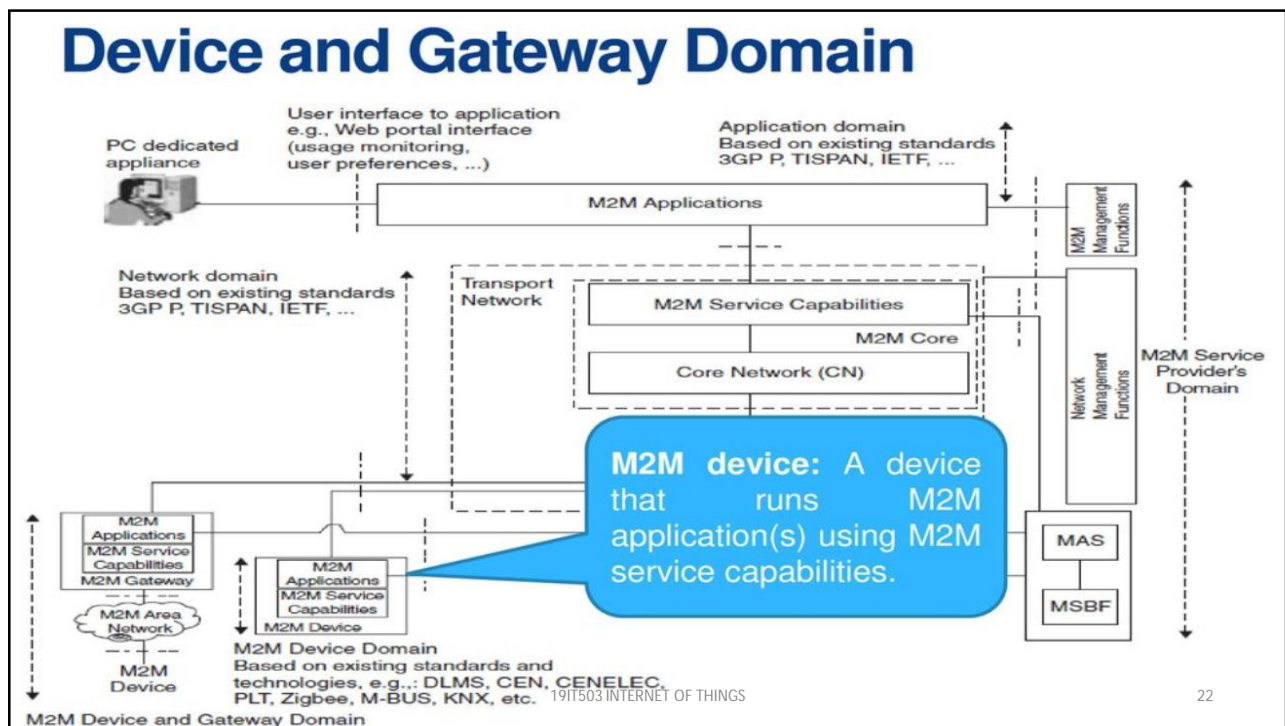 Device and Gateway Domain
User interface to application
e.g., Web portal interface
(usage monitoring,
user preferences, ...)
PC dedicated
appliance
Application domain
Based on existing standards
3GP P, TISPAN, IETF, ...
M2M Applications
M2M
Management
Functions
Network domain
Based on existing standards
3GP P, TISPAN, IETF, ...
Transport
Network
M2M Service Capabilities
M2M Core
Core Network (CN)
Network
Management
Functions
M2M Service
Provider's
Domain
M2M device: A device
that runs M2M
application(s) using M2M
service capabilities.
M2M
Applications
M2M Service
Capabilities
M2M Gateway
M2M Area
Network
M2M
Device
M2M
Applications
M2M Service
Capabilities
M2M Device
MAS
MSBF
M2M Device Domain
Based on existing standards and
technologies, e.g.,: DLMS, CEN, CENELEC,
PLT, Zigbee, M-BUS, KNX, etc.
M2M Device and Gateway Domain
19IT503 INTERNET OF THINGS
22